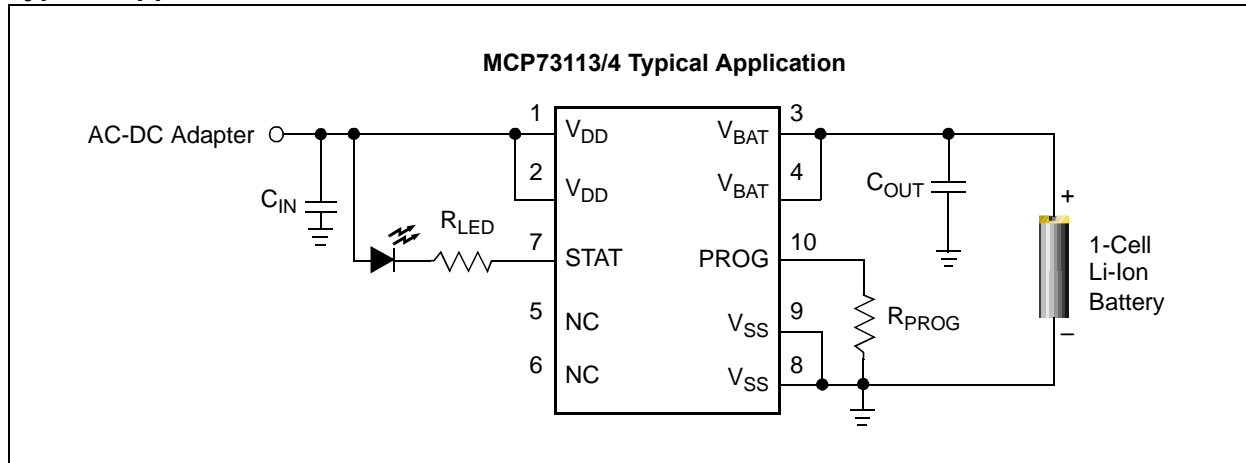 MCP73113/4 Typical Application
AC-DC Adapter
CIN
RLED
1
VDD
2
VDD
7
STAT
5
NC
6
NC
3
VBAT
4
VBAT
10
PROG
9
VSS
8
VSS
COUT
RPROG
+
1-Cell
Li-Ion
Battery
–